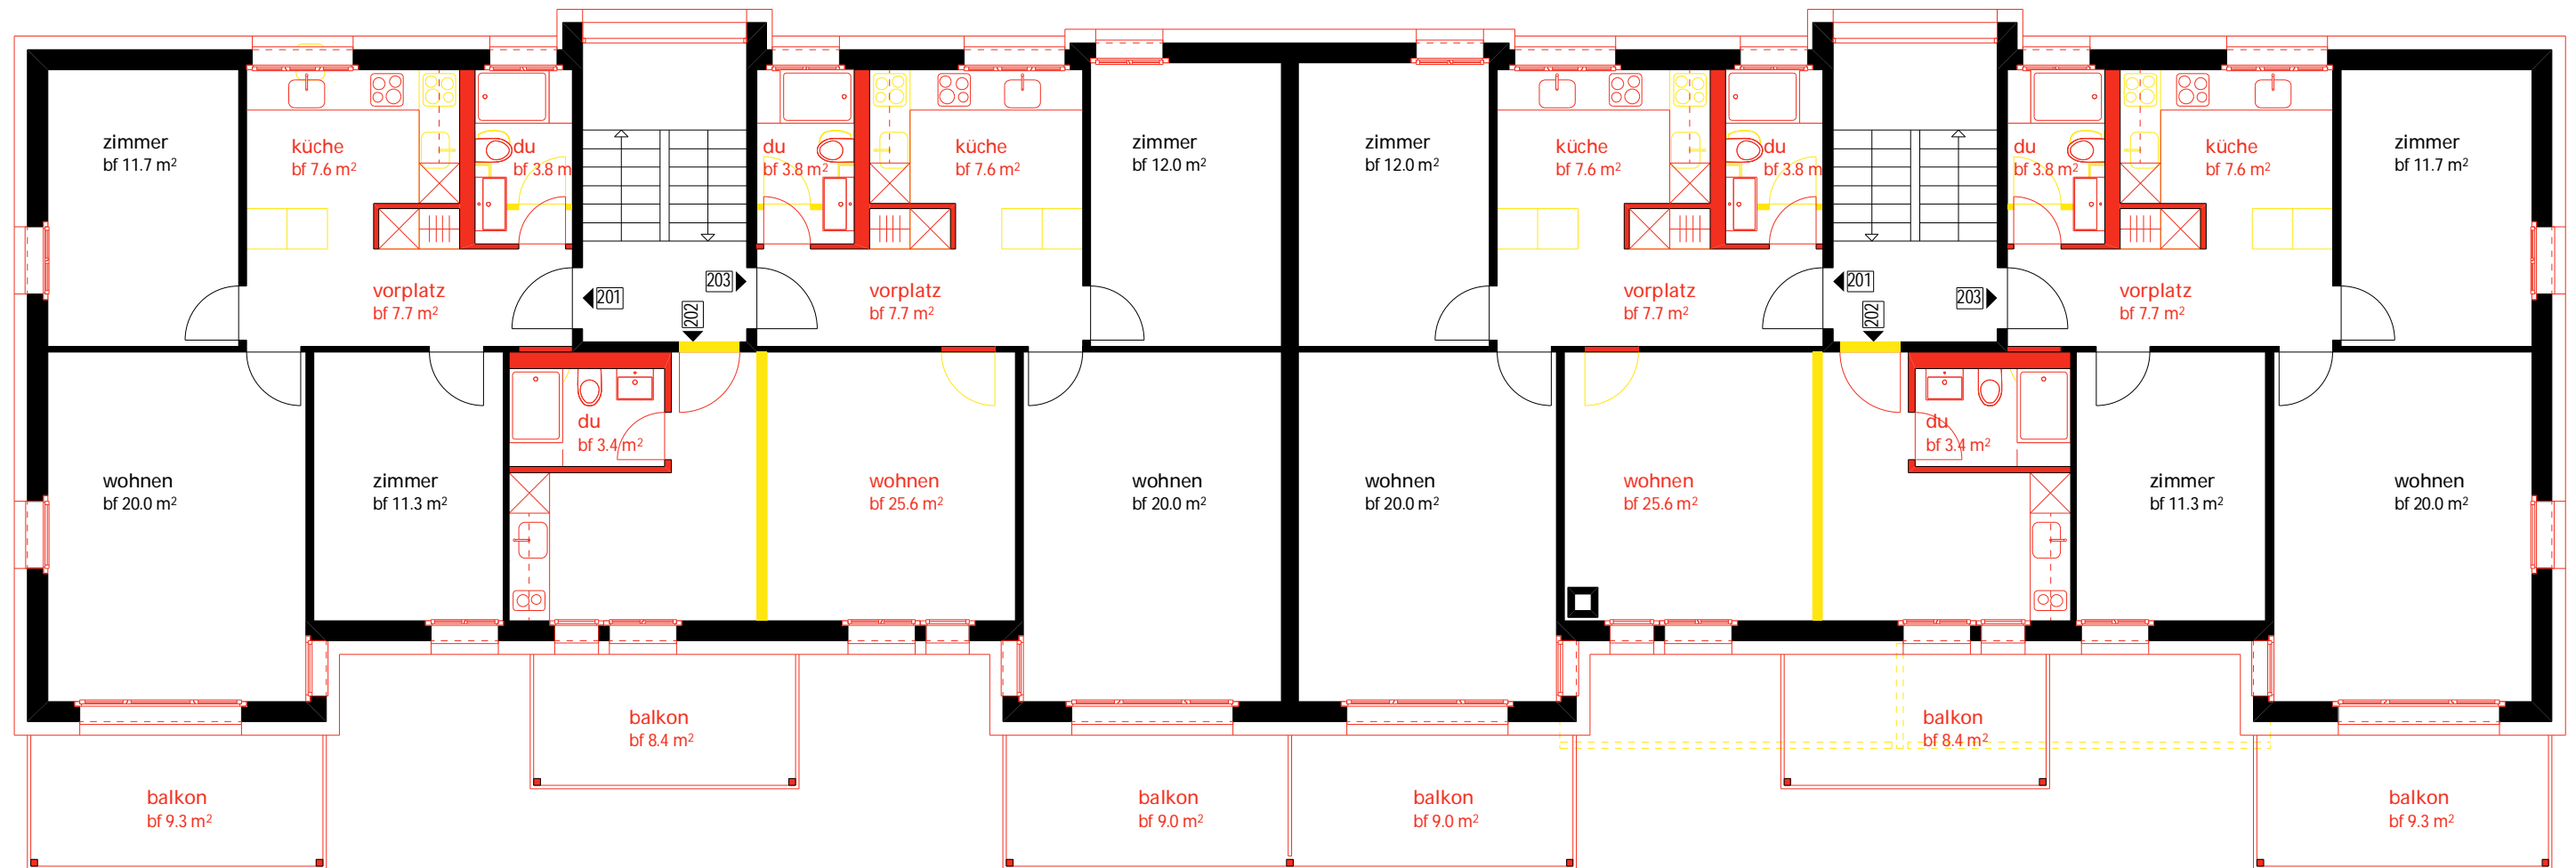 zimmer
bf 11.7 m²
küche
bf 7.6 m²
du
bf 3.8 m
du
bf 3.8 m²
küche
bf 7.6 m²
zimmer
bf 12.0 m²
zimmer
bf 12.0 m²
küche
bf 7.6 m²
du
bf 3.8 m
du
bf 3.8 m²
küche
bf 7.6 m²
zimmer
bf 11.7 m²
vorplatz
bf 7.7 m²
201
202
203
vorplatz
bf 7.7 m²
vorplatz
bf 7.7 m²
201
202
203
vorplatz
bf 7.7 m²
wohnen
bf 20.0 m²
zimmer
bf 11.3 m²
du
bf 3.4 m²
wohnen
bf 25.6 m²
wohnen
bf 20.0 m²
wohnen
bf 20.0 m²
wohnen
bf 25.6 m²
du
bf 3.4 m²
zimmer
bf 11.3 m²
wohnen
bf 20.0 m²
balkon
bf 9.3 m²
balkon
bf 8.4 m²
balkon
bf 9.0 m²
balkon
bf 9.0 m²
balkon
bf 8.4 m²
balkon
bf 9.3 m²